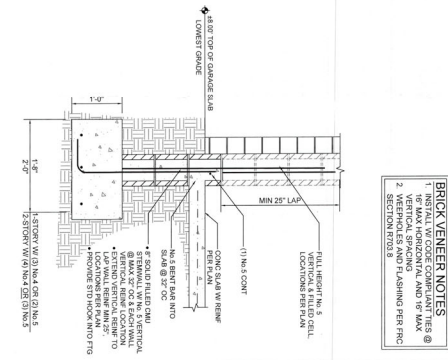 BRICK VENEER NOTES
1. INSTALL W/ CODE COMPLIANT TIES @
16" MAX HORIZONTAL AND 16" MAX
VERTICAL SPACING
2. WEEPHOLES AND FLASHING PER FRC
SECTION R703.8
FULL HEIGHT No. 5
VERTICAL & FILLED CELL
LOCATIONS PER PLAN
MIN 25" LAP
(1) No.5 CONT
CONC SLAB W/ REINF
PER PLAN
No.5 BENT BAR INTO
SLAB @ 32" OC
• 8" SOLID FILLED CMU
STEMWALL W/ No. 5 VERTICAL
@ MAX 32" OC & EACH WALL
VERTICAL REINF LOCATION
• EXTEND VERTICAL REINF TO
LAP WALL REINF MIN 25",
LOCATIONS PER PLAN
• PROVIDE STD HOOK INTO FTG
±8.00' TOP OF GARAGE SLAB
LOWEST GRADE
1'-0"
1'-8"
2'-0"
1-STORY W/ (3) No.4 OR (2) No.5
2-STORY W/ (4) No.4 OR (3) No.5